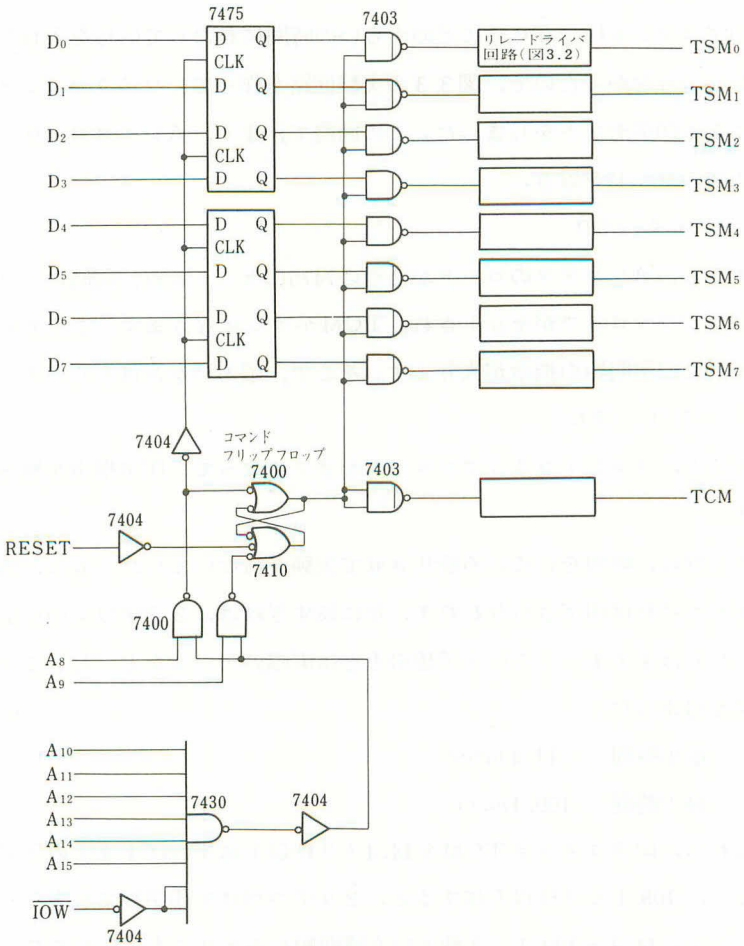 7475
7403
D₀
D
Q
リレードライバ
回路(図3.2)
TSM₀
CLK
D₁
D
TSM₁
D₂
D
TSM₂
CLK
D₃
D
Q
TSM₃
D₄
D
Q
TSM₄
CLK
D₅
D
TSM₅
D₆
D
TSM₆
CLK
D₇
D
Q
TSM₇
7404
コマンド
フリップフロップ
7400
7403
TCM
7404
RESET
7410
7400
A₈
A₉
A₁₀
A₁₁
A₁₂
7430
7404
A₁₃
A₁₄
A₁₅
I̅O̅W̅
7404